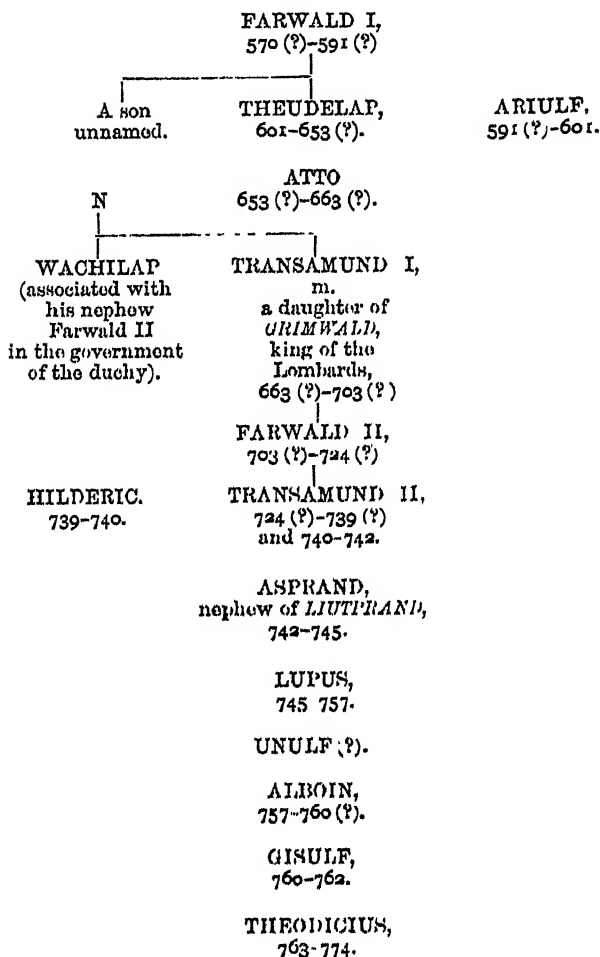 FARWALD I,
570 (?)-591 (?)
A son
unnamed.
THEUDELAP,
601-653 (?).
ARIULF,
591 (?)-601.
ATTO
653 (?)-663 (?).
N
WACHILAP
(associated with
his nephew
Farwald II
in the government
of the duchy).
TRANSAMUND I,
m.
a daughter of
GRIMWALD,
king of the
Lombards,
663 (?)-703 (?)
FARWALD II,
703 (?)-724 (?)
HILDERIC.
739-740.
TRANSAMUND II,
724 (?)-739 (?)
and 740-742.
ASPRAND,
nephew of LIUTPRAND,
742-745.
LUPUS,
745 757.
UNULF (?).
ALBOIN,
757-760 (?).
GISULF,
760-762.
THEODICIUS,
763-774.